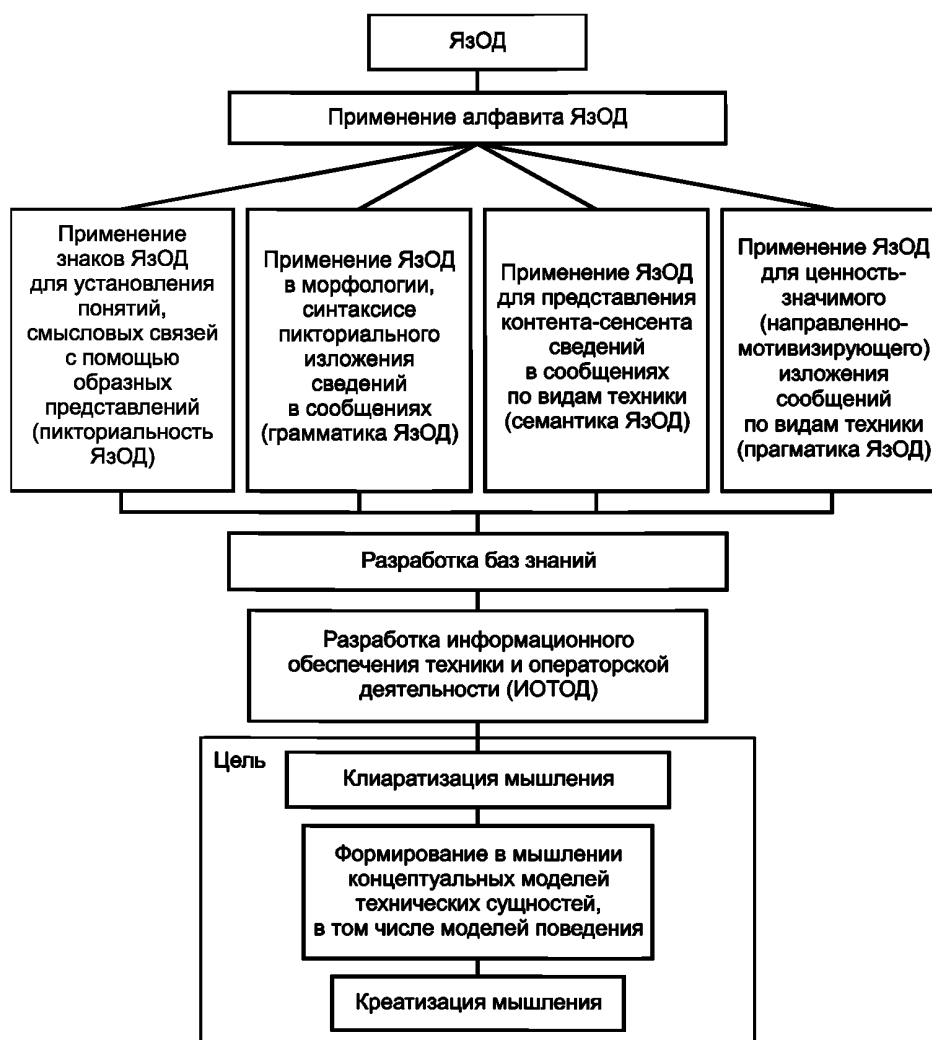 ЯзОД
Применение алфавита ЯзОД
Применение
знаков ЯзОД
для установления
понятий,
смысловых связей
с помощью
образных
представлений
(пикториальность
ЯзОД)
Применение ЯзОД
в морфологии,
синтаксисе
пикториального
изложения
сведений
в сообщениях
(грамматика ЯзОД)
Применение ЯзОД
для представления
контента-сенсента
сведений
в сообщениях
по видам техники
(семантика ЯзОД)
Применение ЯзОД
для ценность-
значимого
(направленно-
мотивизирующего)
изложения
сообщений
по видам техники
(прагматика ЯзОД)
Разработка баз знаний
Разработка информационного
обеспечения техники и операторской
деятельности (ИОТОД)
Цель
Клиаратизация мышления
Формирование в мышлении
концептуальных моделей
технических сущностей,
в том числе моделей поведения
Креатизация мышления